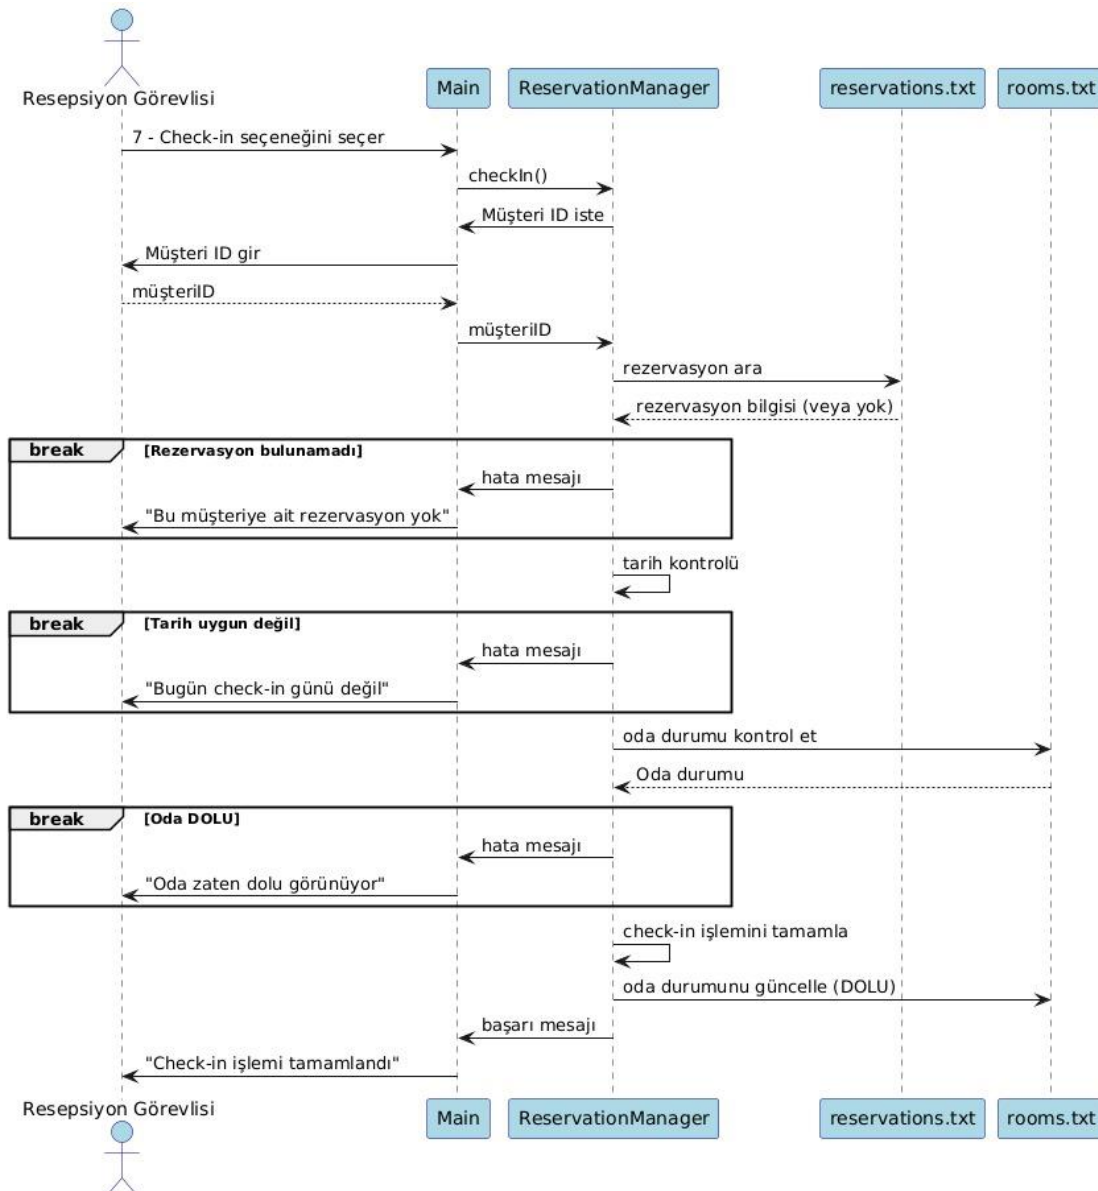 Main
ReservationManager
reservations.txt
rooms.txt
Resepsiyon Görevlisi
7 - Check-in seçeneğini seçer
checkIn()
Müşteri ID iste
Müşteri ID gir
müşteriID
müşteriID
rezervasyon ara
rezervasyon bilgisi (veya yok)
break [Rezervasyon bulunamadı]
hata mesajı
"Bu müşteriye ait rezervasyon yok"
tarih kontrolü
break [Tarih uygun değil]
hata mesajı
"Bugün check-in günü değil"
oda durumu kontrol et
Oda durumu
break [Oda DOLU]
hata mesajı
"Oda zaten dolu görünüyor"
check-in işlemini tamamla
oda durumunu güncelle (DOLU)
başarı mesajı
"Check-in işlemi tamamlandı"
Resepsiyon Görevlisi
Main
ReservationManager
reservations.txt
rooms.txt